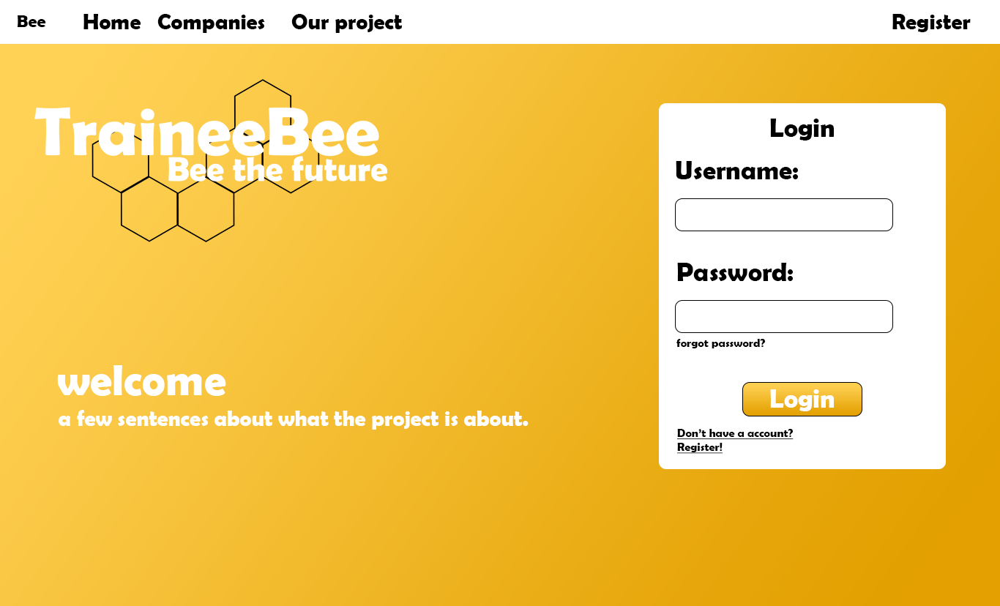 Bee Home Companies Our project Register
TraineeBee
Bee the future
welcome
a few sentences about what the project is about.
Login
Username:
Password:
forgot password?
Login
Don't have a account?
Register!